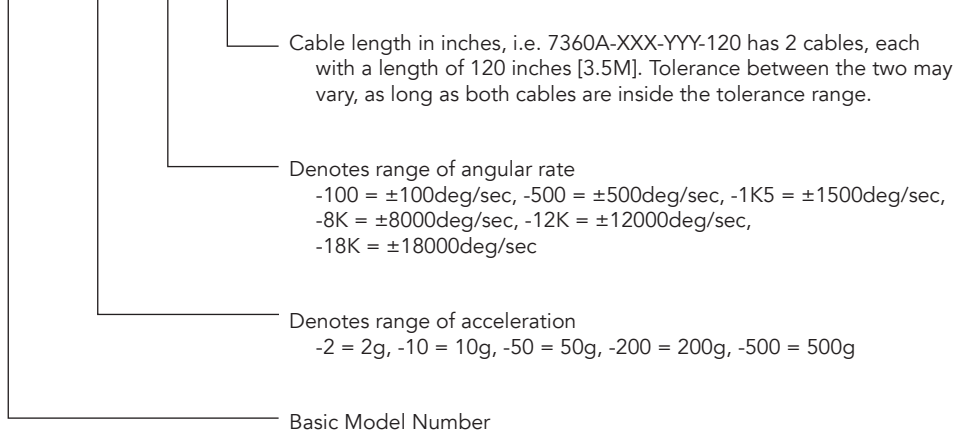 Cable length in inches, i.e. 7360A-XXX-YYY-120 has 2 cables, each
with a length of 120 inches [3.5M]. Tolerance between the two may
vary, as long as both cables are inside the tolerance range.
Denotes range of angular rate
-100 = ±100deg/sec, -500 = ±500deg/sec, -1K5 = ±1500deg/sec,
-8K = ±8000deg/sec, -12K = ±12000deg/sec,
-18K = ±18000deg/sec
Denotes range of acceleration
-2 = 2g, -10 = 10g, -50 = 50g, -200 = 200g, -500 = 500g
Basic Model Number